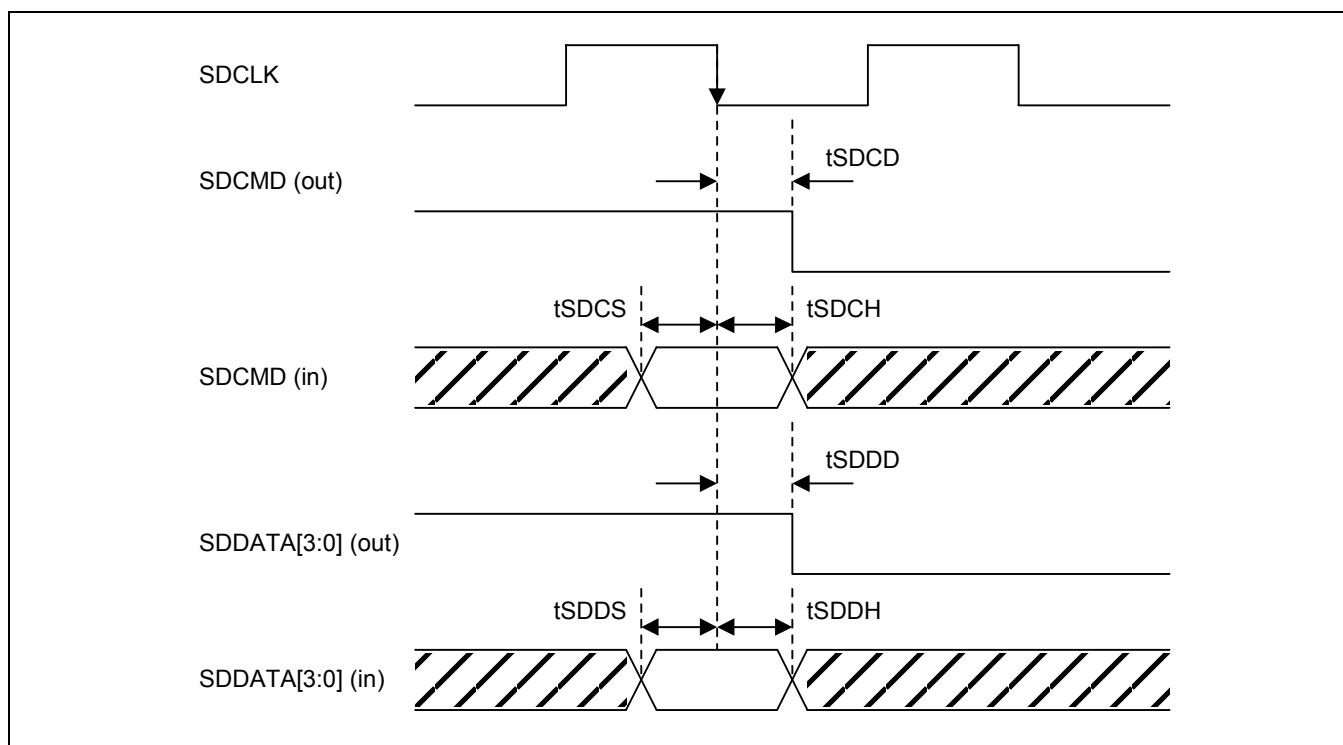 SDCLK
tSDCD
SDCMD (out)
tSDCS
tSDCH
SDCMD (in)
tSDDD
SDDATA[3:0] (out)
tSDDS
tSDDH
SDDATA[3:0] (in)